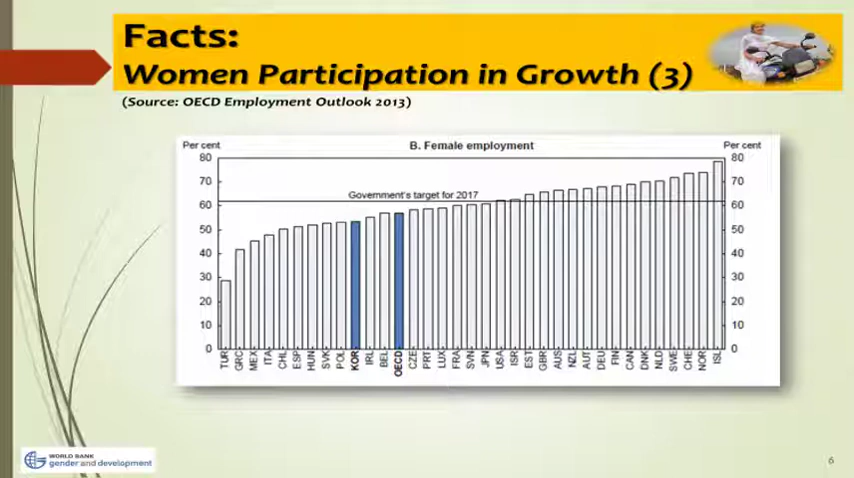 Facts:
Women Participation in Growth (3)
(Source: OECD Employment Outlook 2013)
Per cent B. Female employment Per cent
80 80
70 70
Government's target for 2017
60 60
50 50
40 40
30 30
20 20
10 10
0 0
TUR GRC MEX ITA CHL ESP HUN SVK POL KOR IRL BEL OECD CZE PRT LUX FRA SVN JPN USA ISR EST GBR AUS NZL AUT DEU FIN CAN DNK NLD SWE CHE NOR ISL
WORLD BANK
gender and development
6